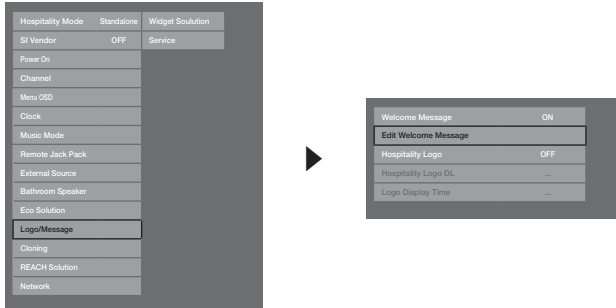 Hospitality Mode Standalone Widget Soulution
SI Vendor OFF Service
Power On
Channel
Menu OSD
Clock
Music Mode
Remote Jack Pack
External Source
Bathroom Speaker
Eco Solution
Logo/Message
Cloning
REACH Solution
Network
Welcome Message ON
Edit Welcome Message
Hospitality Logo OFF
Hospitality Logo DL ...
Logo Display Time ...